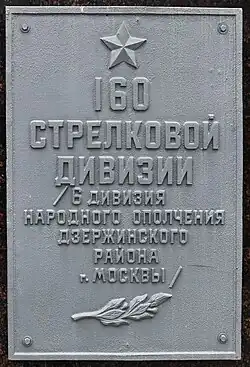 160
СТРЕЛКОВОЙ
ДИВИЗИИ
/6 ДИВИЗИЯ
НАРОДНОГО ОПОЛЧЕНИЯ
ДЗЕРЖИНСКОГО
РАЙОНА
г. МОСКВЫ/